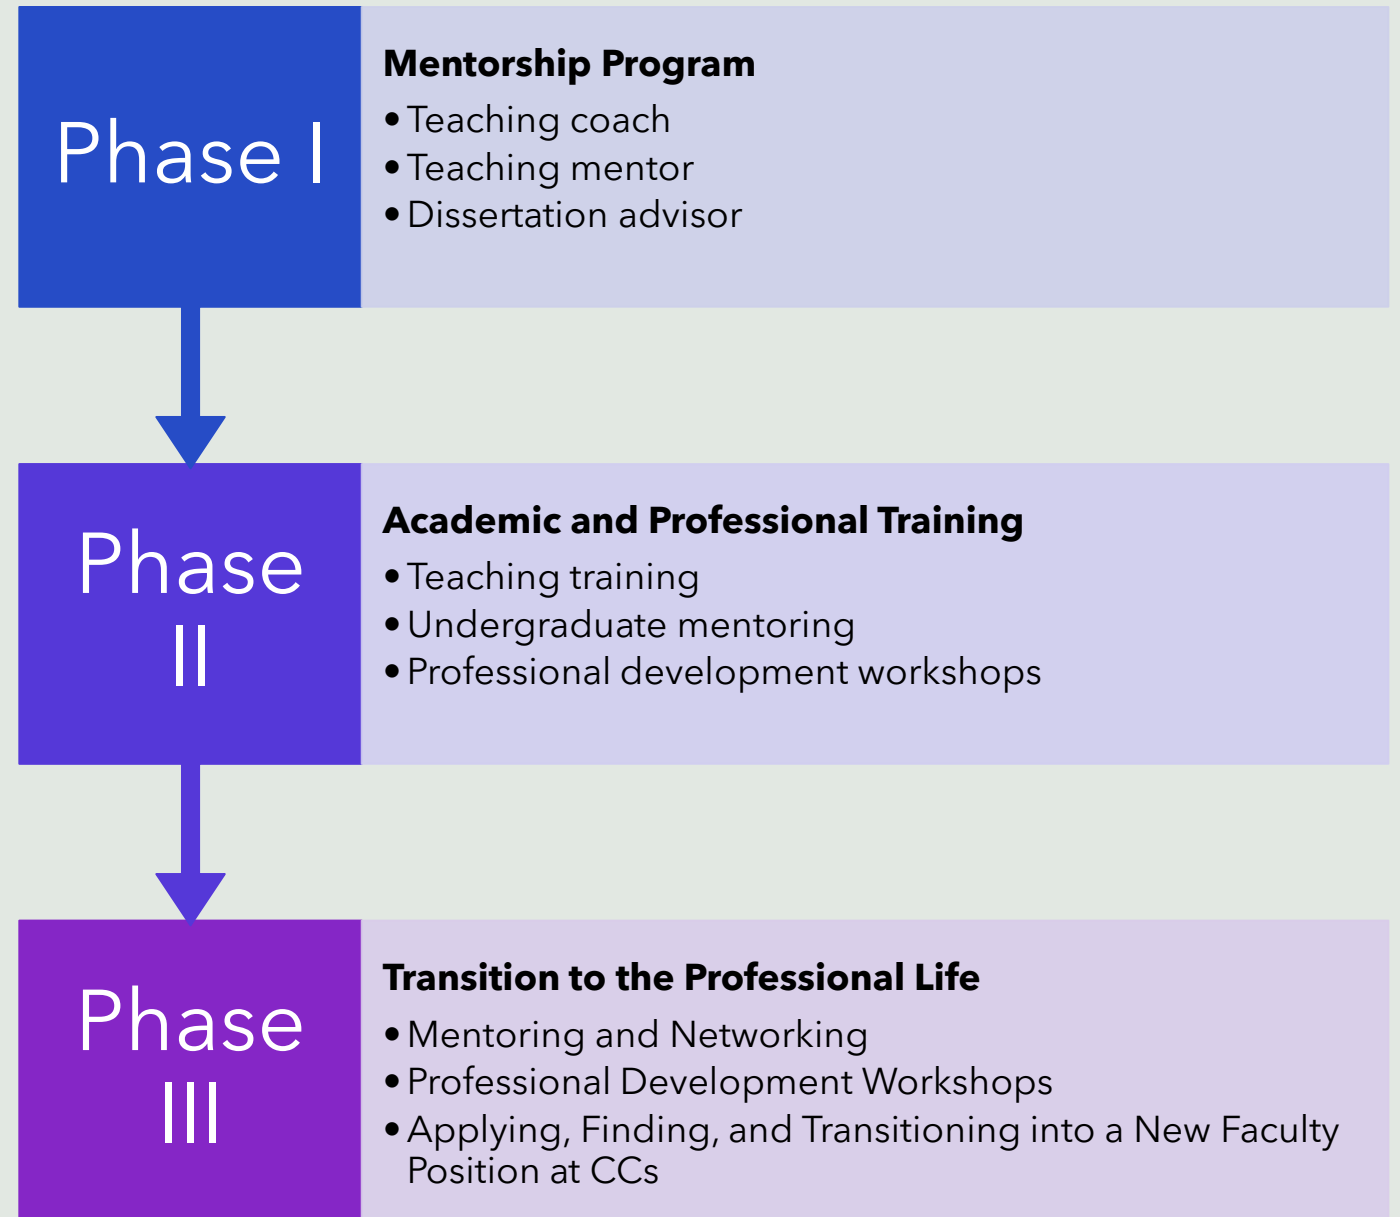 Phase I
Mentorship Program
•Teaching coach
•Teaching mentor
•Dissertation advisor
Phase
II
Academic and Professional Training
•Teaching training
•Undergraduate mentoring
•Professional development workshops
Phase
III
Transition to the Professional Life
•Mentoring and Networking
•Professional Development Workshops
•Applying, Finding, and Transitioning into a New Faculty
Position at CCs